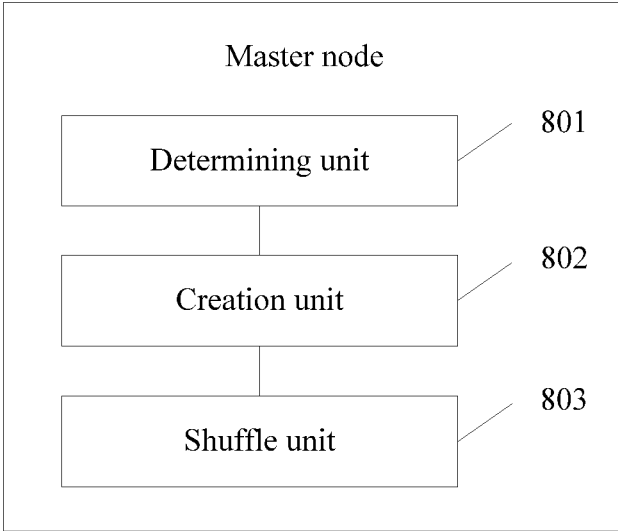 Master node
801
Determining unit
802
Creation unit
803
Shuffle unit